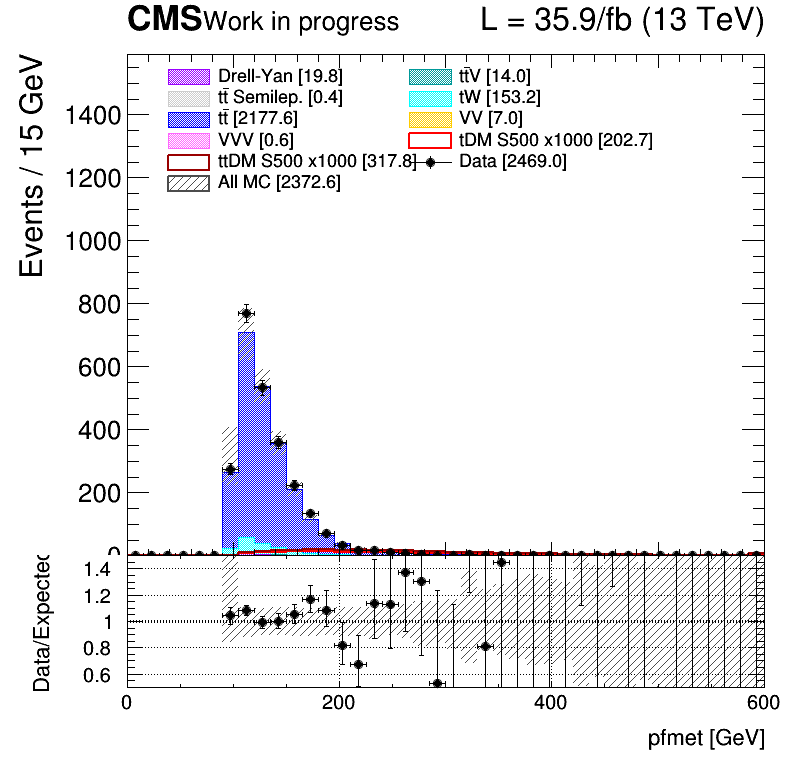 CMS Work in progress L = 35.9/fb (13 TeV)
Events / 15 GeV
1400
1200
1000
800
600
400
200
0
Drell-Yan [19.8]
tt̄ Semilep. [0.4]
tt̄ [2177.6]
VVV [0.6]
ttDM S500 x1000 [317.8]
All MC [2372.6]
tt̄V [14.0]
tW [153.2]
VV [7.0]
tDM S500 x1000 [202.7]
Data [2469.0]
Data/Expected
1.4
1.2
1
0.8
0.6
0 200 400 600
pfmet [GeV]